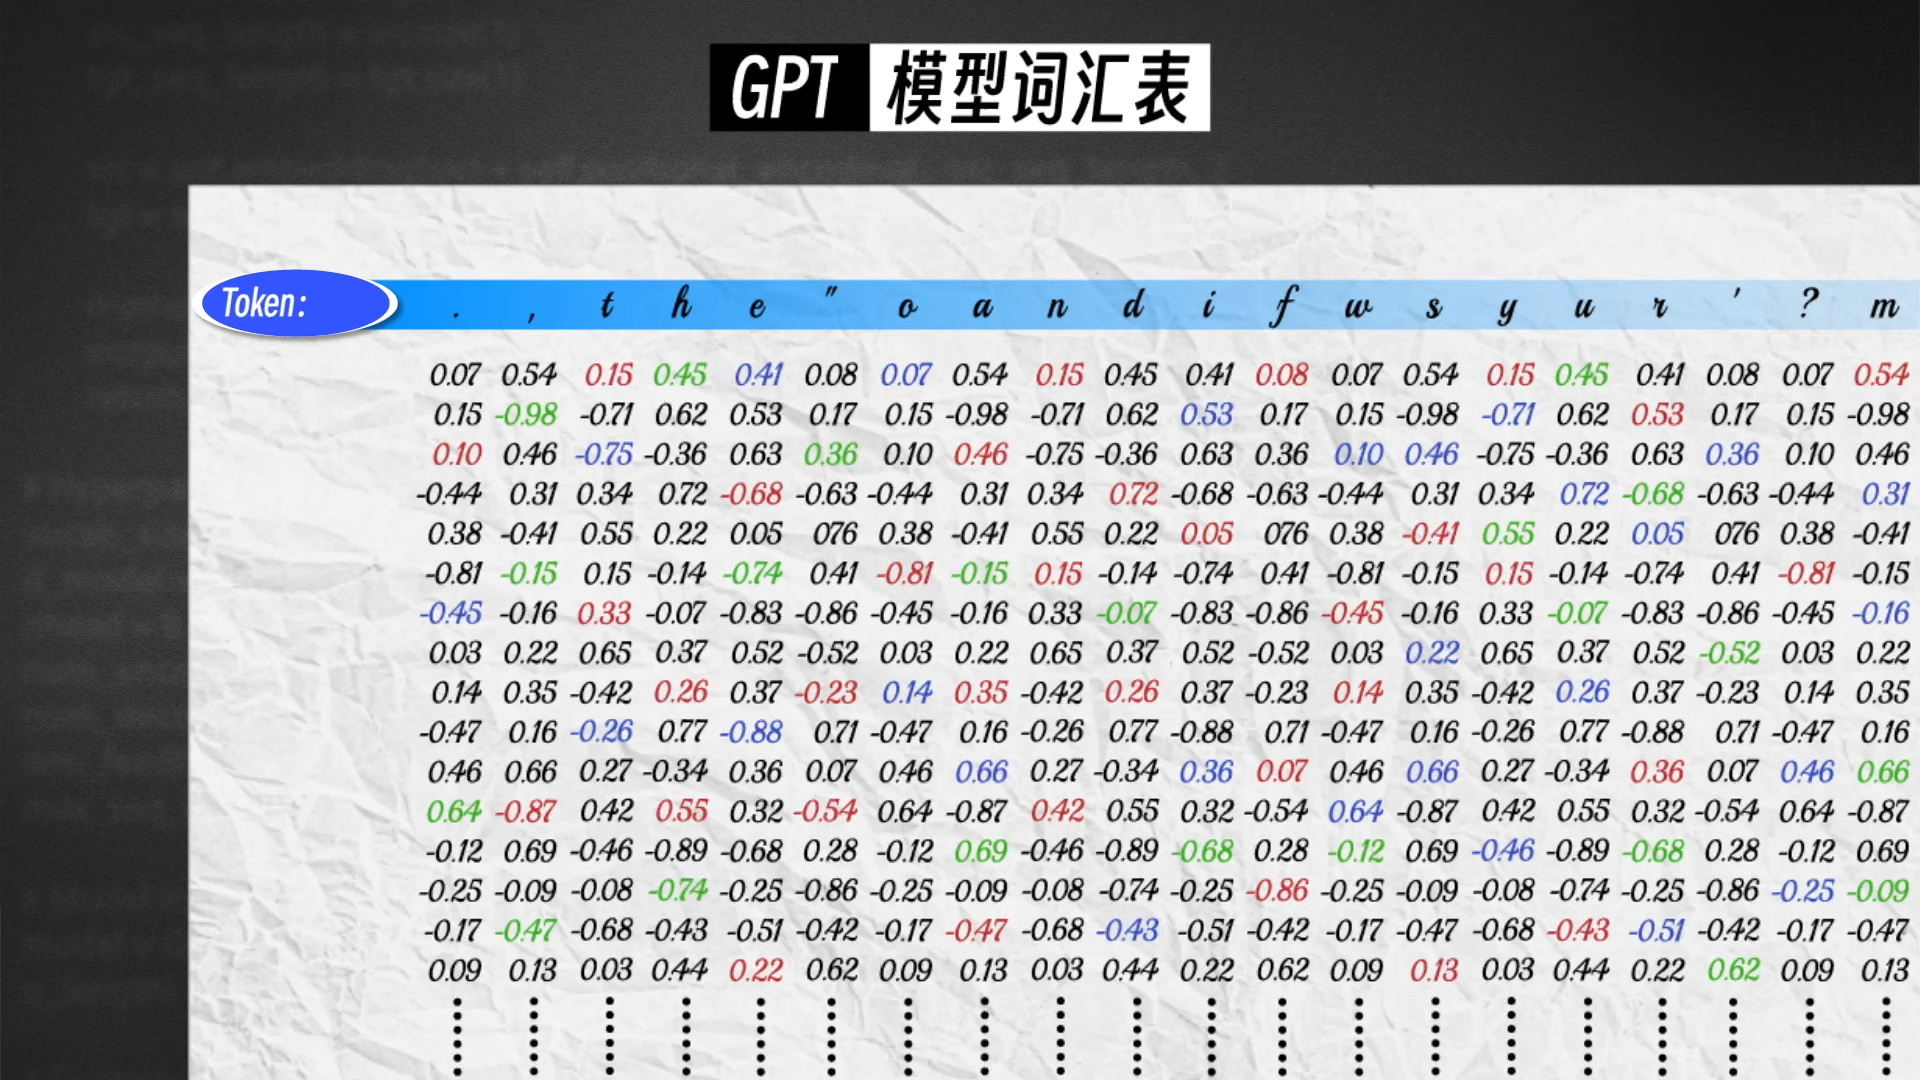 GPT 模型词汇表
Token: . , t h e " o a n d i f w s y u r ' ? m
0.07 0.54 0.15 0.45 0.41 0.08 0.07 0.54 0.15 0.45 0.41 0.08 0.07 0.54 0.15 0.45 0.41 0.08 0.07 0.54
0.15 -0.98 -0.71 0.62 0.53 0.17 0.15 -0.98 -0.71 0.62 0.53 0.17 0.15 -0.98 -0.71 0.62 0.53 0.17 0.15 -0.98
0.10 0.46 -0.75 -0.36 0.63 0.36 0.10 0.46 -0.75 -0.36 0.63 0.36 0.10 0.46 -0.75 -0.36 0.63 0.36 0.10 0.46
-0.44 0.31 0.34 0.72 -0.68 -0.63 -0.44 0.31 0.34 0.72 -0.68 -0.63 -0.44 0.31 0.34 0.72 -0.68 -0.63 -0.44 0.31
0.38 -0.41 0.55 0.22 0.05 076 0.38 -0.41 0.55 0.22 0.05 076 0.38 -0.41 0.55 0.22 0.05 076 0.38 -0.41
-0.81 -0.15 0.15 -0.14 -0.74 0.41 -0.81 -0.15 0.15 -0.14 -0.74 0.41 -0.81 -0.15 0.15 -0.14 -0.74 0.41 -0.81 -0.15
-0.45 -0.16 0.33 -0.07 -0.83 -0.86 -0.45 -0.16 0.33 -0.07 -0.83 -0.86 -0.45 -0.16 0.33 -0.07 -0.83 -0.86 -0.45 -0.16
0.03 0.22 0.65 0.37 0.52 -0.52 0.03 0.22 0.65 0.37 0.52 -0.52 0.03 0.22 0.65 0.37 0.52 -0.52 0.03 0.22
0.14 0.35 -0.42 0.26 0.37 -0.23 0.14 0.35 -0.42 0.26 0.37 -0.23 0.14 0.35 -0.42 0.26 0.37 -0.23 0.14 0.35
-0.47 0.16 -0.26 0.77 -0.88 0.71 -0.47 0.16 -0.26 0.77 -0.88 0.71 -0.47 0.16 -0.26 0.77 -0.88 0.71 -0.47 0.16
0.46 0.66 0.27 -0.34 0.36 0.07 0.46 0.66 0.27 -0.34 0.36 0.07 0.46 0.66 0.27 -0.34 0.36 0.07 0.46 0.66
0.64 -0.87 0.42 0.55 0.32 -0.54 0.64 -0.87 0.42 0.55 0.32 -0.54 0.64 -0.87 0.42 0.55 0.32 -0.54 0.64 -0.87
-0.12 0.69 -0.46 -0.89 -0.68 0.28 -0.12 0.69 -0.46 -0.89 -0.68 0.28 -0.12 0.69 -0.46 -0.89 -0.68 0.28 -0.12 0.69
-0.25 -0.09 -0.08 -0.74 -0.25 -0.86 -0.25 -0.09 -0.08 -0.74 -0.25 -0.86 -0.25 -0.09 -0.08 -0.74 -0.25 -0.86 -0.25 -0.09
-0.17 -0.47 -0.68 -0.43 -0.51 -0.42 -0.17 -0.47 -0.68 -0.43 -0.51 -0.42 -0.17 -0.47 -0.68 -0.43 -0.51 -0.42 -0.17 -0.47
0.09 0.13 0.03 0.44 0.22 0.62 0.09 0.13 0.03 0.44 0.22 0.62 0.09 0.13 0.03 0.44 0.22 0.62 0.09 0.13